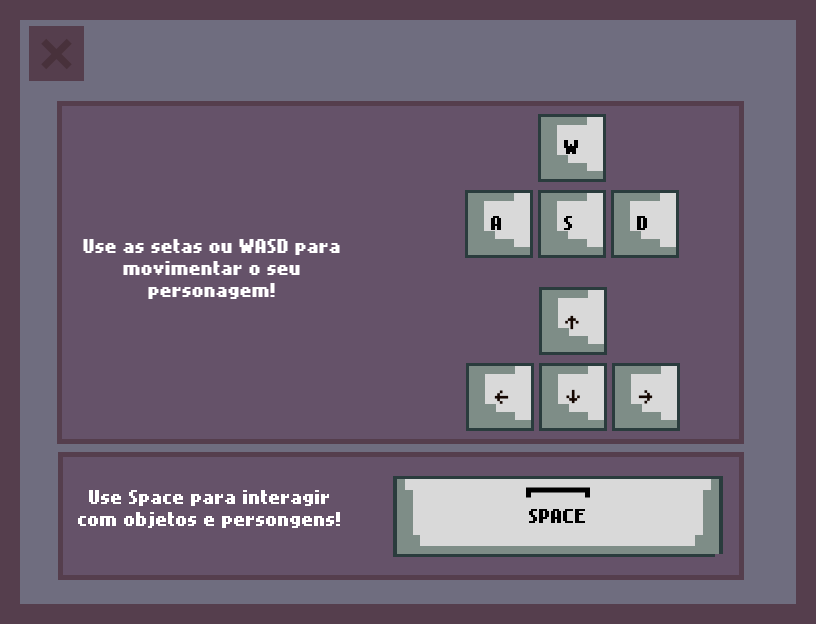 W
A S D
Use as setas ou WASD para
movimentar o seu
personagem!
↑
← ↓ →
Use Space para interagir
com objetos e persongens!
SPACE